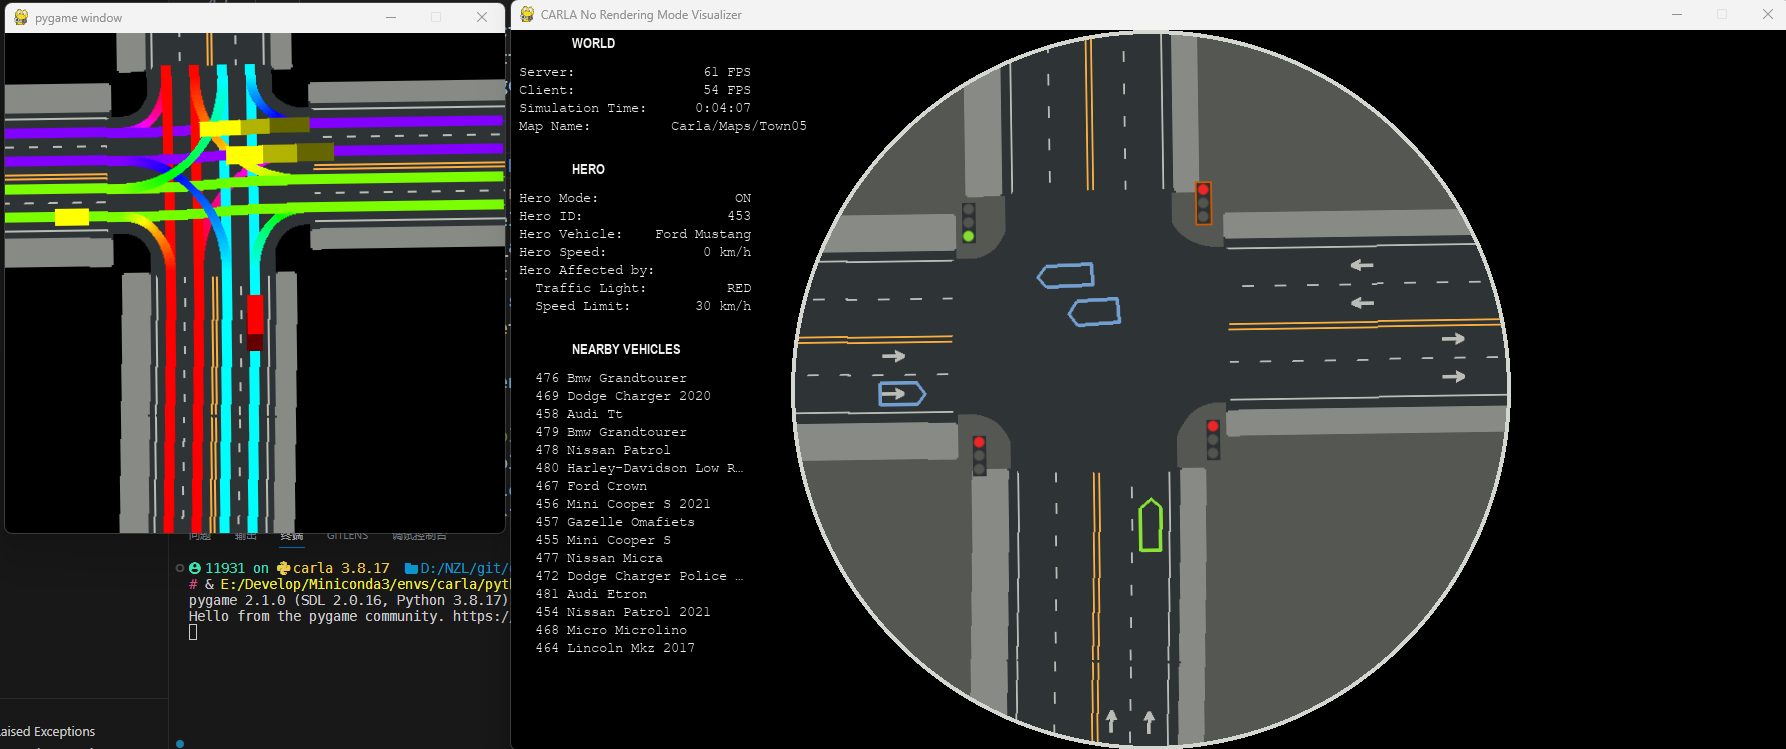 pygame window
CARLA No Rendering Mode Visualizer
WORLD
Server: 61 FPS
Client: 54 FPS
Simulation Time: 0:04:07
Map Name: Carla/Maps/Town05
HERO
Hero Mode: ON
Hero ID: 453
Hero Vehicle: Ford Mustang
Hero Speed: 0 km/h
Hero Affected by:
Traffic Light: RED
Speed Limit: 30 km/h
NEARBY VEHICLES
476 Bmw Grandtourer
469 Dodge Charger 2020
458 Audi Tt
479 Bmw Grandtourer
478 Nissan Patrol
480 Harley-Davidson Low R…
467 Ford Crown
456 Mini Cooper S 2021
457 Gazelle Omafiets
455 Mini Cooper S
477 Nissan Micra
472 Dodge Charger Police …
481 Audi Etron
454 Nissan Patrol 2021
468 Micro Microlino
464 Lincoln Mkz 2017
问题 输出 终端 GITLENS 调试控制台
11931 on carla 3.8.17 D:/NZL/git/
# & E:/Develop/Miniconda3/envs/carla/pyth
pygame 2.1.0 (SDL 2.0.16, Python 3.8.17)
Hello from the pygame community. https:/
aised Exceptions